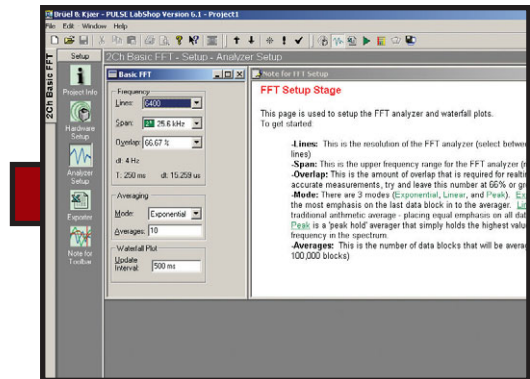 Brüel & Kjær - PULSE LabShop Version 6.1 - Project1
File Edit Window Help
2Ch Basic FFT
Setup
2Ch Basic FFT - Setup - Analyzer Setup
Project Info
Hardware
Setup
Analyzer
Setup
Exporter
Note for
Toolbar
Basic FFT
Frequency
Lines: 6400
Span: 25.6 kHz
Overlap: 66.67 %
df: 4 Hz
T: 250 ms dt: 15.259 us
Averaging
Mode: Exponential
Averages: 10
Waterfall Plot
Update
Interval: 500 ms
Note for FFT Setup
FFT Setup Stage
This page is used to setup the FFT analyzer and waterfall plots.
To get started:
-Lines: This is the resolution of the FFT analyzer (select betwee
lines)
-Span: This is the upper frequency range for the FFT analyzer (
-Overlap: This is the amount of overlap that is required for realti
accurate measurements, try and leave this number at 66% or gr
-Mode: There are 3 modes (Exponential, Linear, and Peak). Ex
the most emphasis on the last data block in to the averager. Lin
traditional arithmetic average - placing equal emphasis on all dat
Peak is a 'peak hold' averager that simply holds the highest valu
frequency in the spectrum.
-Averages: This is the number of data blocks that will be avera
100,000 blocks)